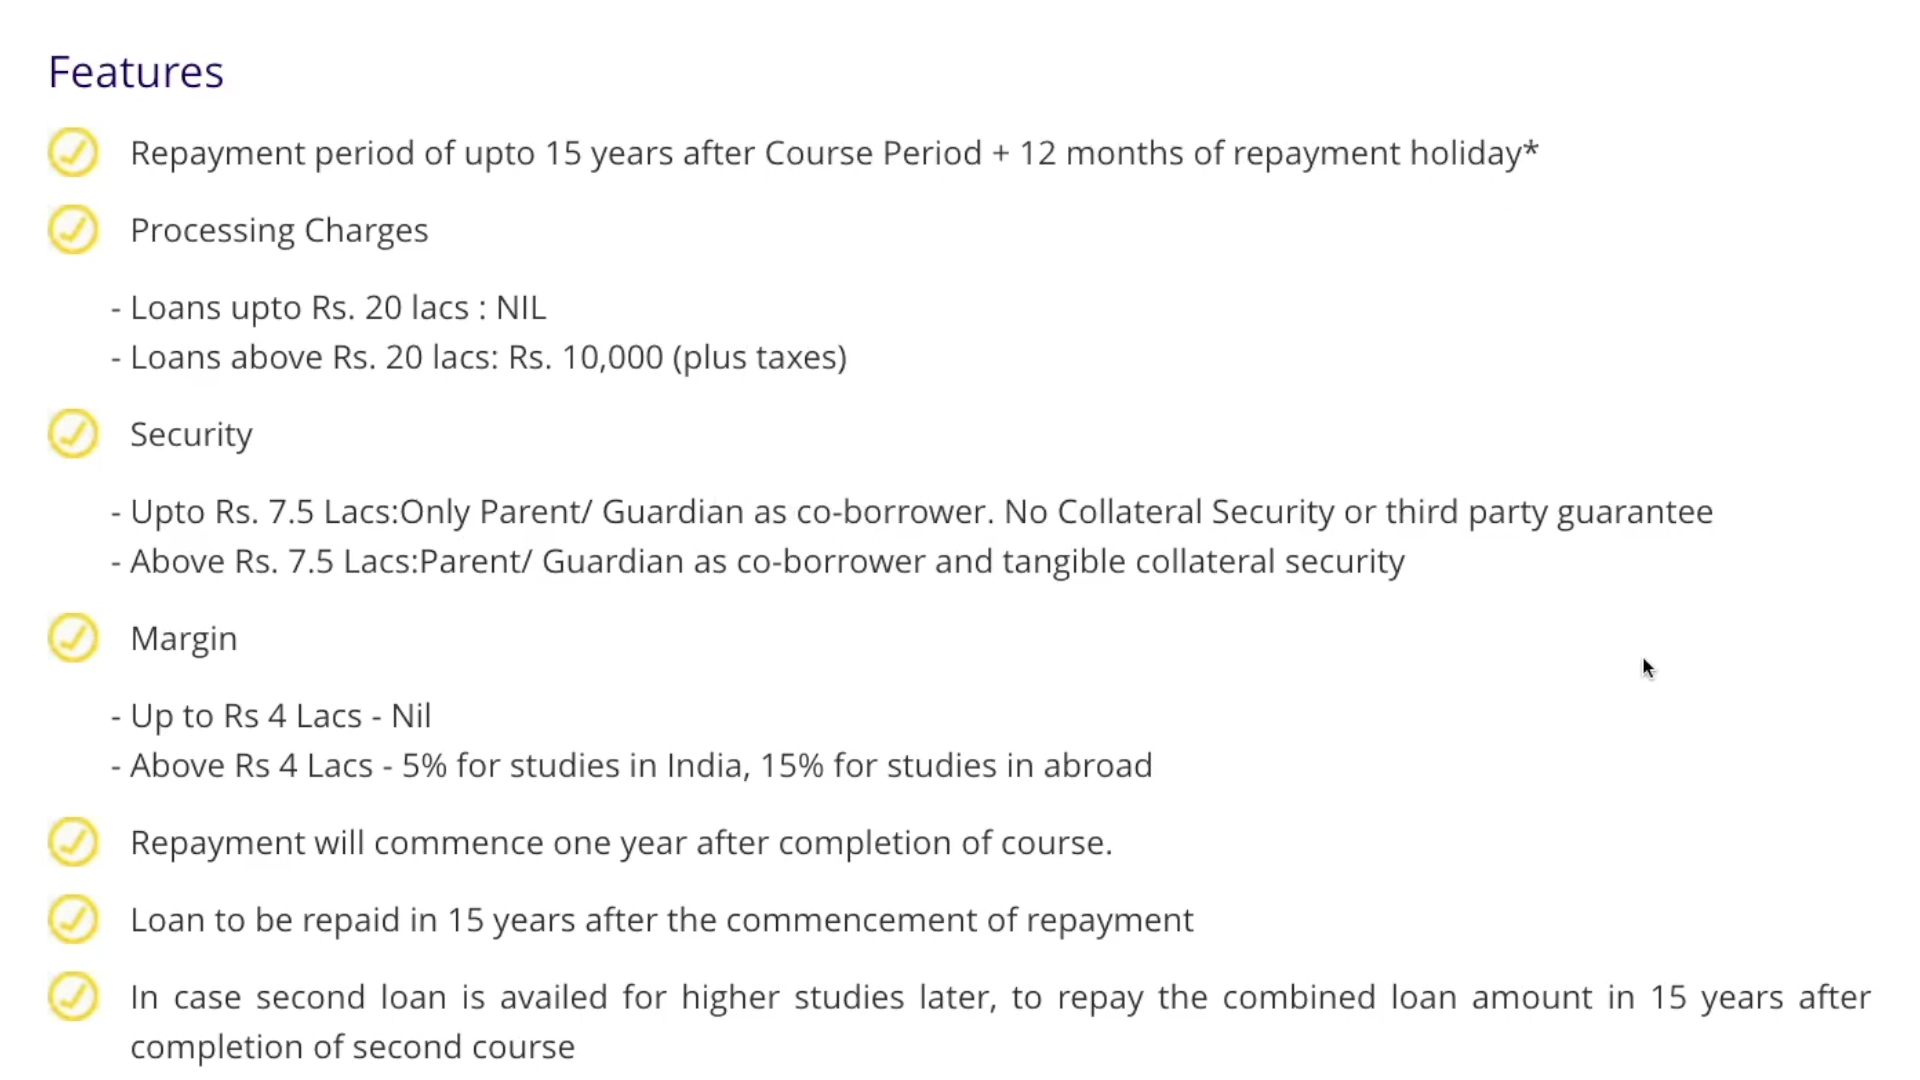 Features
Repayment period of upto 15 years after Course Period + 12 months of repayment holiday*
Processing Charges
- Loans upto Rs. 20 lacs : NIL
- Loans above Rs. 20 lacs: Rs. 10,000 (plus taxes)
Security
- Upto Rs. 7.5 Lacs:Only Parent/ Guardian as co-borrower. No Collateral Security or third party guarantee
- Above Rs. 7.5 Lacs:Parent/ Guardian as co-borrower and tangible collateral security
Margin
- Up to Rs 4 Lacs - Nil
- Above Rs 4 Lacs - 5% for studies in India, 15% for studies in abroad
Repayment will commence one year after completion of course.
Loan to be repaid in 15 years after the commencement of repayment
In case second loan is availed for higher studies later, to repay the combined loan amount in 15 years after
completion of second course